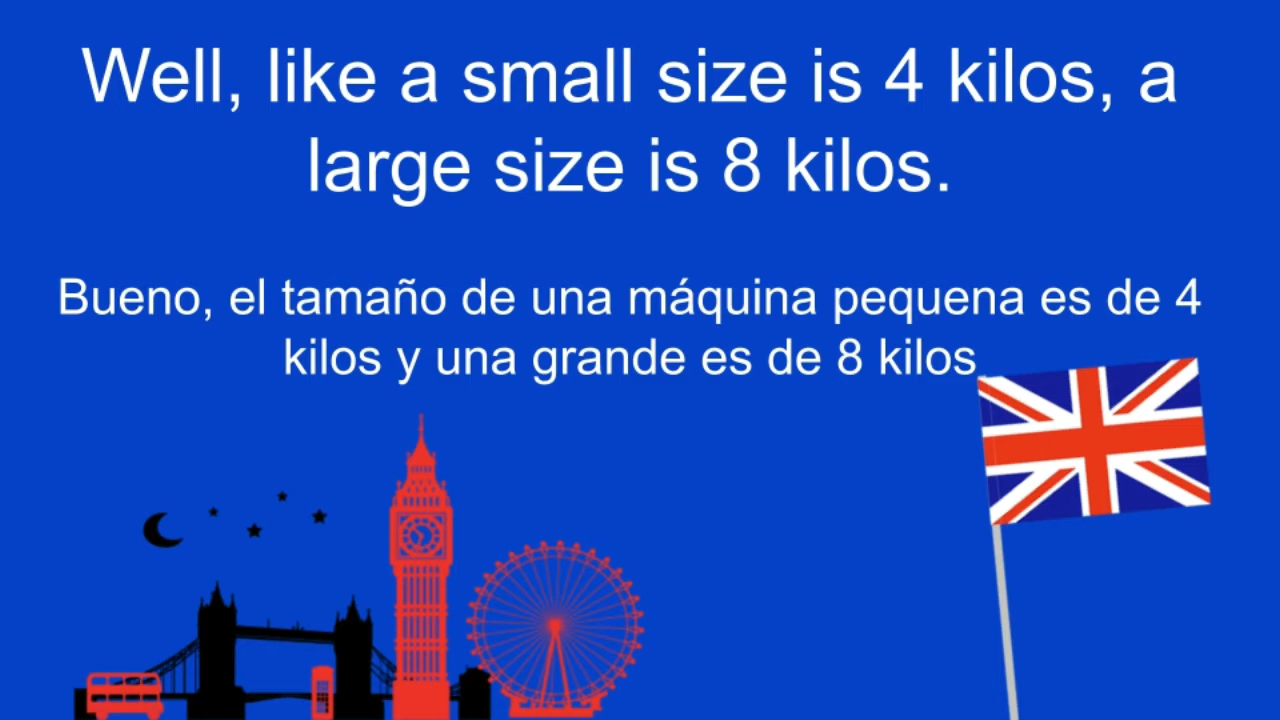 Well, like a small size is 4 kilos, a
large size is 8 kilos.
Bueno, el tamaño de una máquina pequena es de 4
kilos y una grande es de 8 kilos.